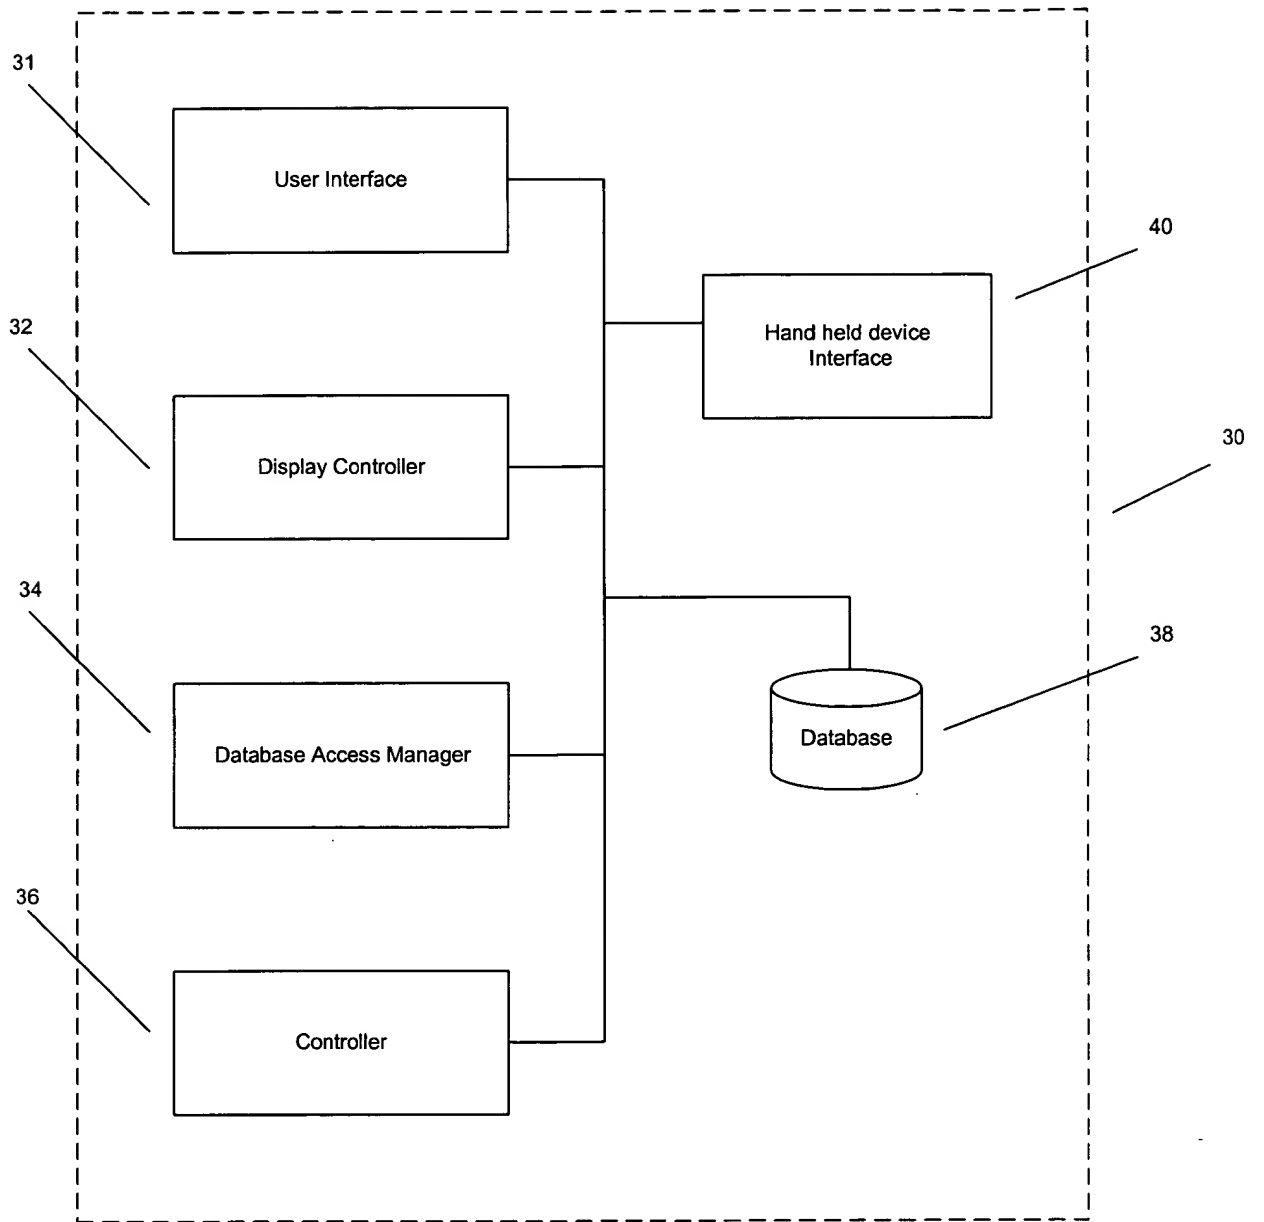 31
User Interface
40
32
Hand held device
Interface
30
Display Controller
34
38
Database Access Manager
Database
36
Controller